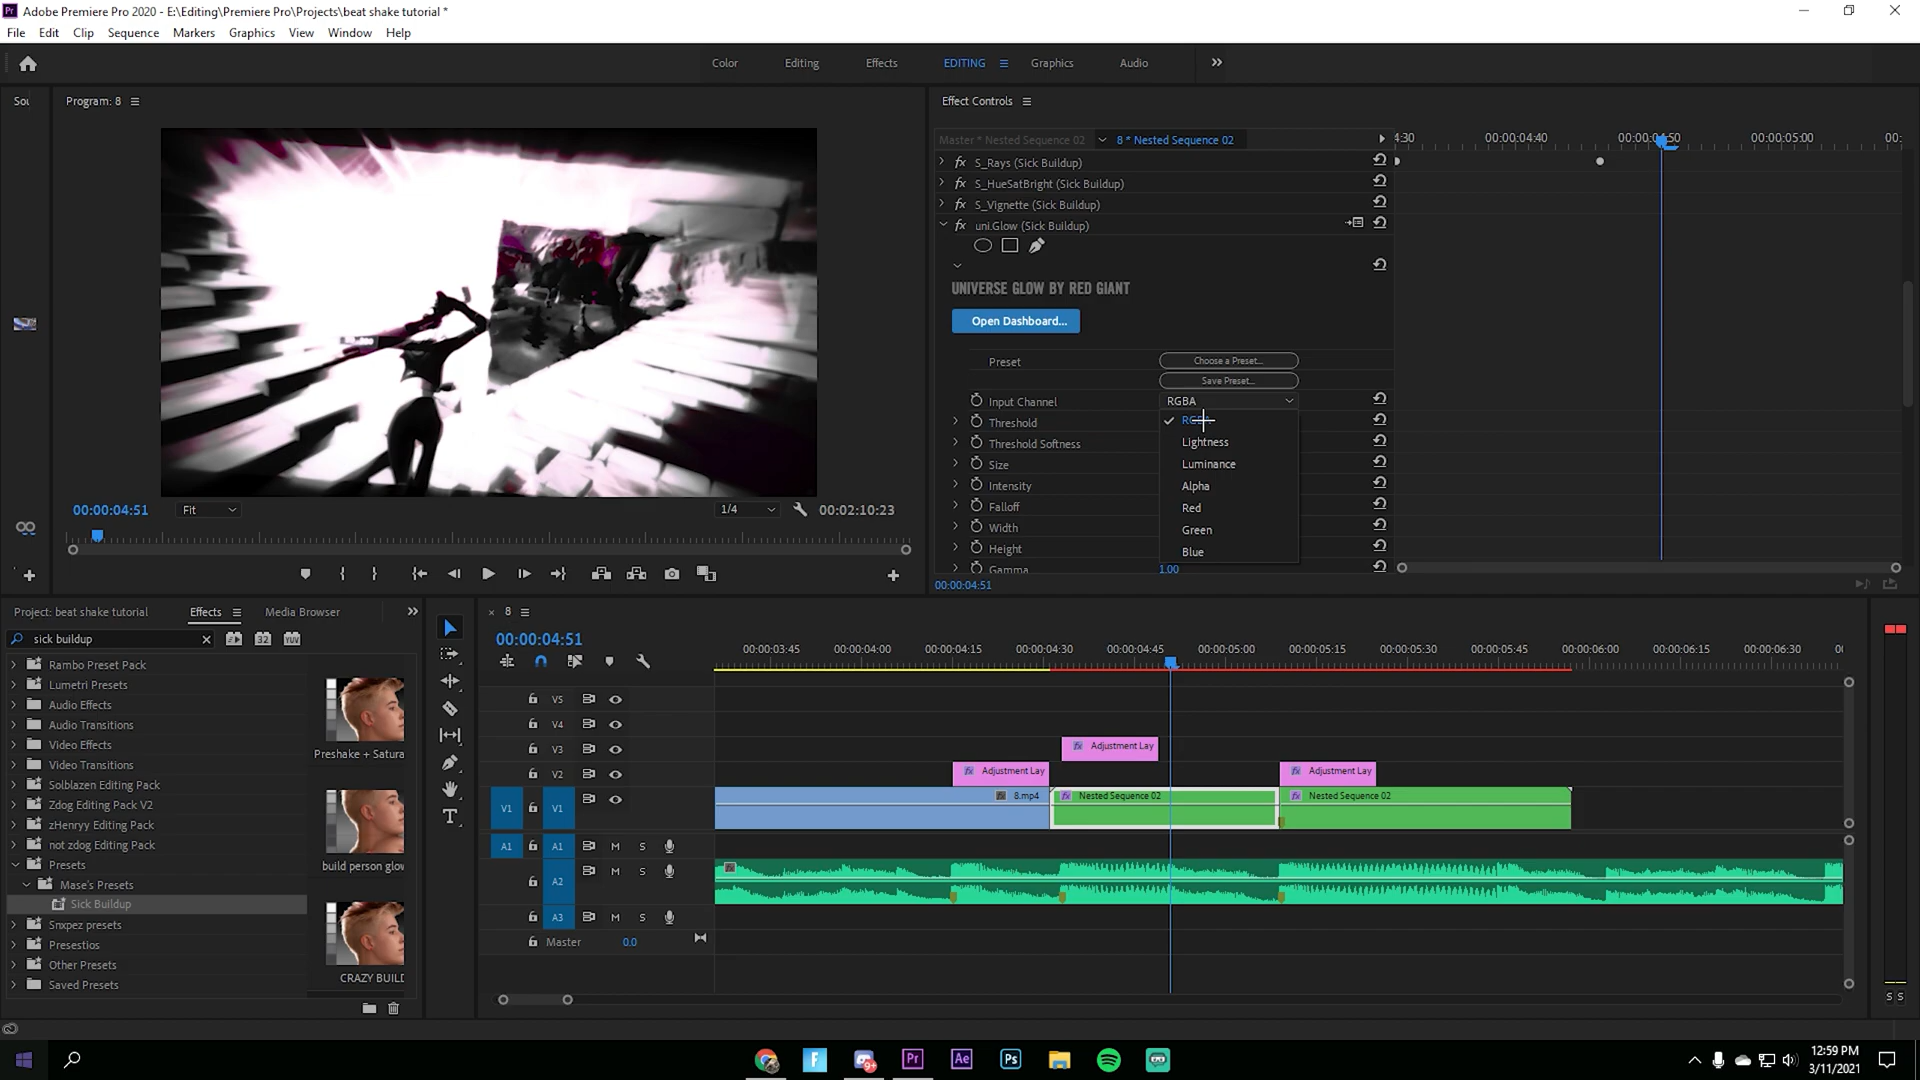 Adobe Premiere Pro 2020 - E:\Editing\Premiere Pro\Projects\beat shake tutorial *
File Edit Clip Sequence Markers Graphics View Window Help
Color Editing Effects EDITING Graphics Audio
Program: 8
Effect Controls
Master * Nested Sequence 02
8 * Nested Sequence 02
4:30 00:00:04:40 00:00:04:50 00:00:05:00 00:
S_Rays (Sick Buildup)
S_HueSatBright (Sick Buildup)
S_Vignette (Sick Buildup)
uni.Glow (Sick Buildup)
UNIVERSE GLOW BY RED GIANT
Open Dashboard...
Preset
Choose a Preset...
Save Preset...
Input Channel
RGBA
Threshold
Threshold Softness
Size
Intensity
Falloff
Width
Height
Gamma
1.00
RGBA
Lightness
Luminance
Alpha
Red
Green
Blue
00:00:04:51
00:00:04:51
Fit
1/4
00:02:10:23
Project: beat shake tutorial
Effects
Media Browser
sick buildup
Rambo Preset Pack
Lumetri Presets
Audio Effects
Audio Transitions
Video Effects
Video Transitions
Solblazen Editing Pack
Zdog Editing Pack V2
zHenryy Editing Pack
not zdog Editing Pack
Presets
Mase's Presets
Sick Buildup
Snxpez presets
Presestios
Other Presets
Saved Presets
Preshake + Satura
build person glow
CRAZY BUILD
8
00:00:04:51
00:00:03:45 00:00:04:00 00:00:04:15 00:00:04:30 00:00:04:45 00:00:05:00 00:00:05:15 00:00:05:30 00:00:05:45 00:00:06:00 00:00:06:15 00:00:06:30
V5
V4
V3
Adjustment Lay
V2
Adjustment Lay
Adjustment Lay
V1 V1
8.mp4
Nested Sequence 02
Nested Sequence 02
A1 A1 M S
A2 M S
A3 M S
Master 0.0
S S
12:59 PM
3/11/2021